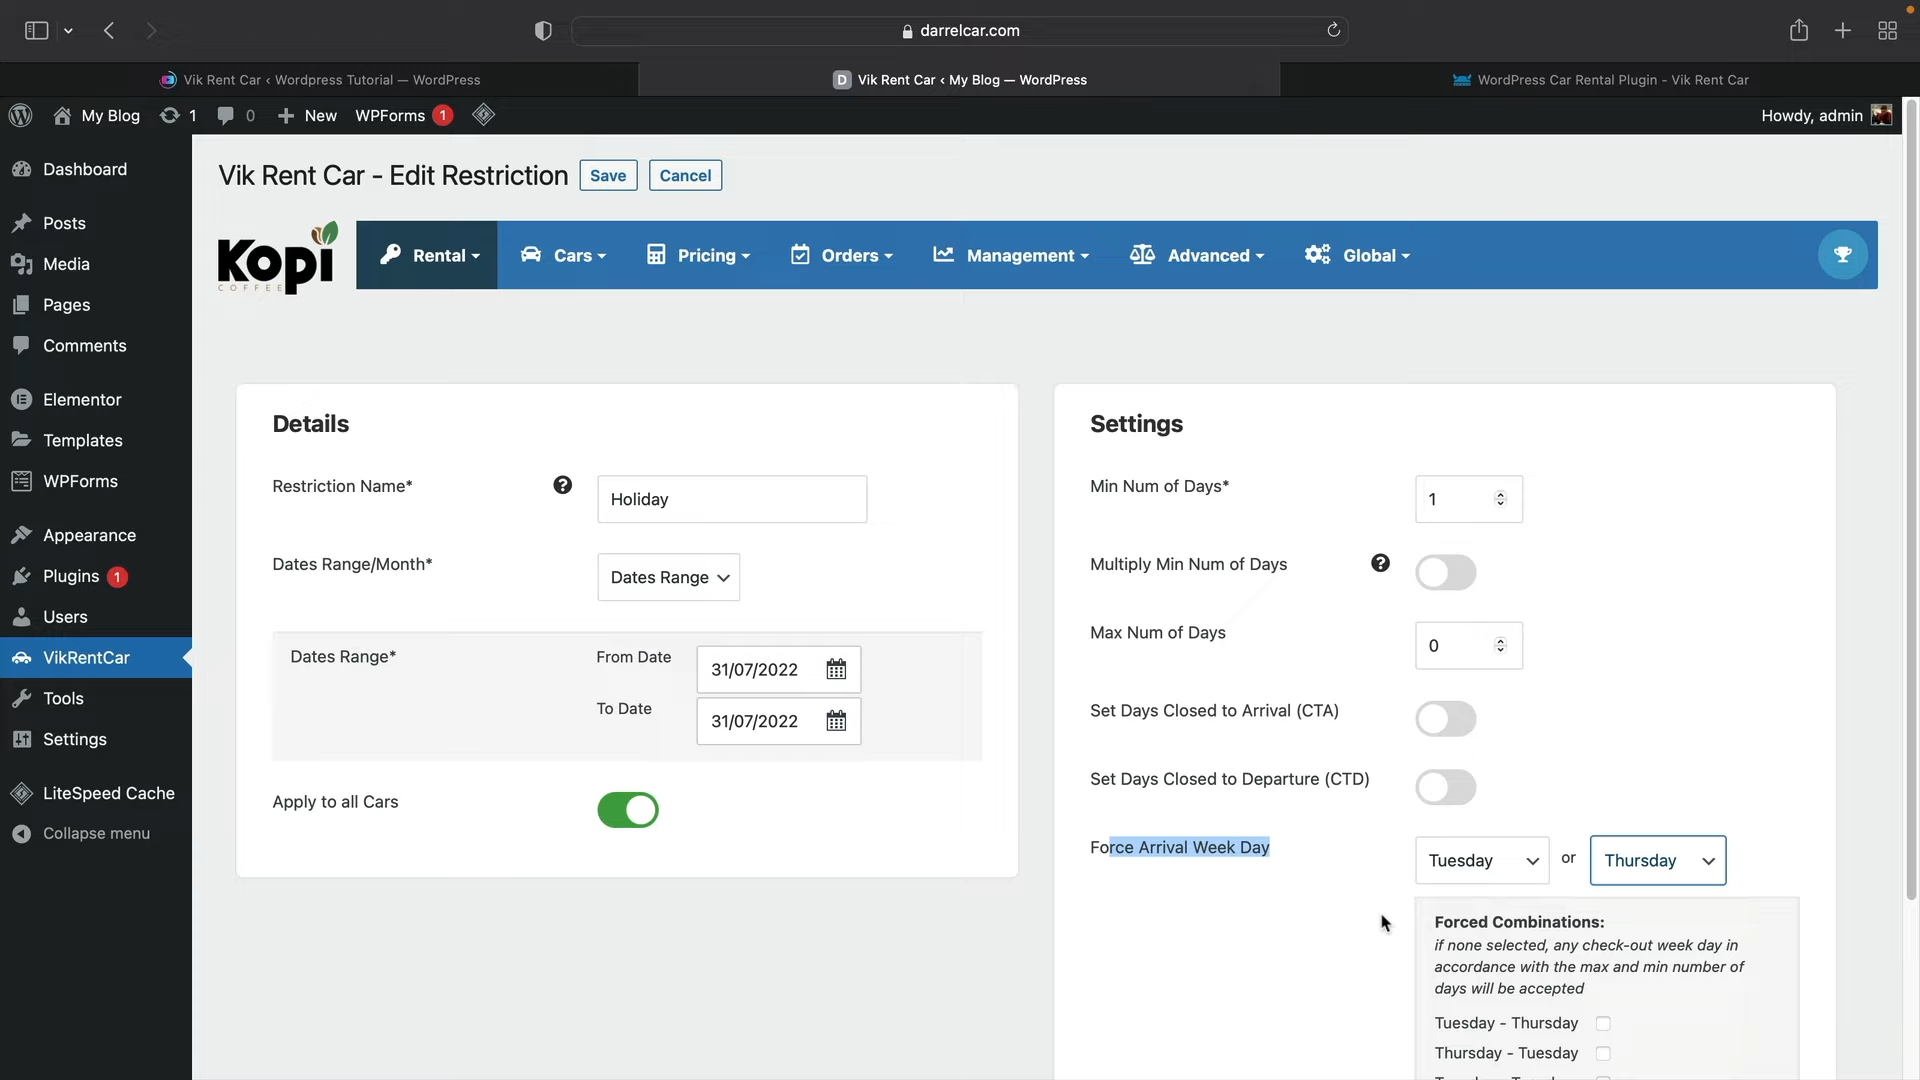 darrelcar.com
Vik Rent Car ‹ Wordpress Tutorial — WordPress
D Vik Rent Car ‹ My Blog — WordPress
WordPress Car Rental Plugin - Vik Rent Car
My Blog 1 0 New WPForms 1
Howdy, admin
Dashboard
Posts
Media
Pages
Comments
Elementor
Templates
WPForms
Appearance
Plugins 1
Users
VikRentCar
Tools
Settings
LiteSpeed Cache
Collapse menu
Vik Rent Car - Edit Restriction Save Cancel
Kopi
COFFEE
Rental Cars Pricing Orders Management Advanced Global
Details
Restriction Name* Holiday
Dates Range/Month* Dates Range
Dates Range* From Date 31/07/2022
To Date 31/07/2022
Apply to all Cars
Settings
Min Num of Days* 1
Multiply Min Num of Days
Max Num of Days 0
Set Days Closed to Arrival (CTA)
Set Days Closed to Departure (CTD)
Force Arrival Week Day Tuesday or Thursday
Forced Combinations:
if none selected, any check-out week day in
accordance with the max and min number of
days will be accepted
Tuesday - Thursday
Thursday - Tuesday